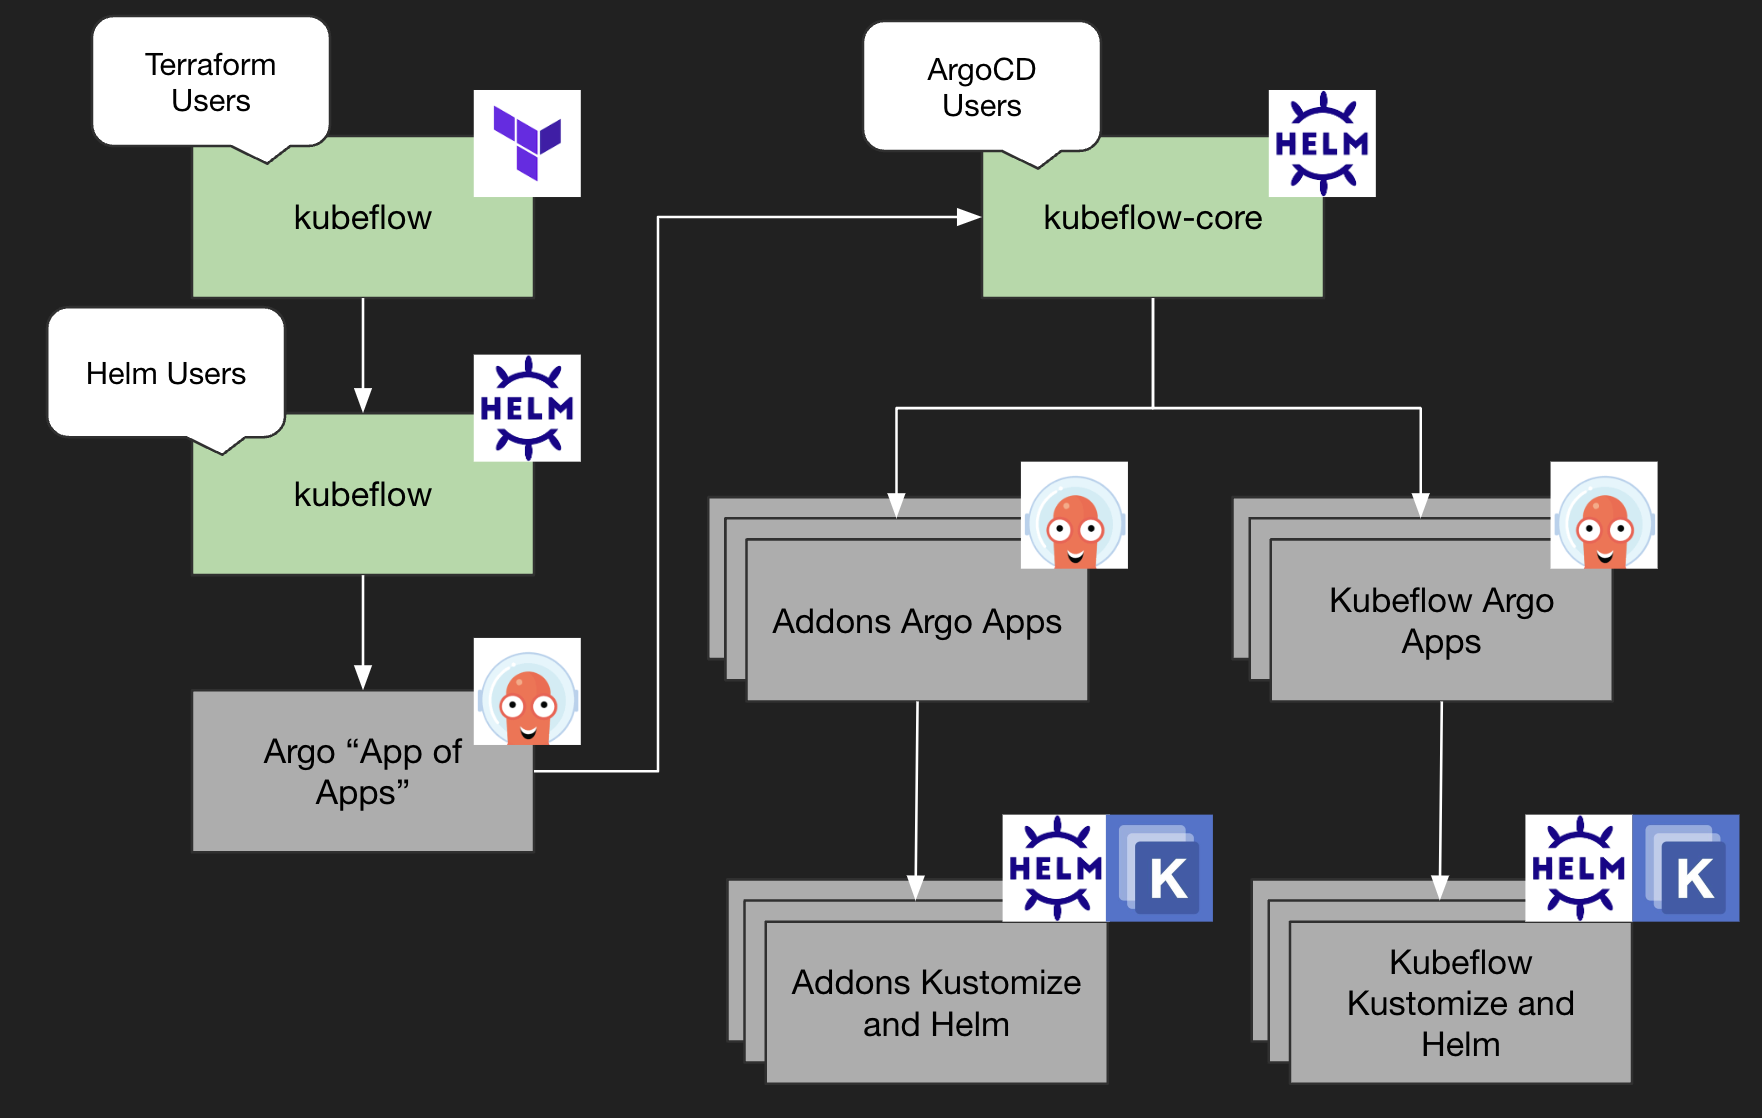 Terraform
Users
kubeflow
Helm Users
HELM
kubeflow
Argo “App of
Apps”
ArgoCD
Users
HELM
kubeflow-core
Addons Argo Apps
Kubeflow Argo
Apps
HELM
K
Addons Kustomize
and Helm
HELM
K
Kubeflow
Kustomize and
Helm